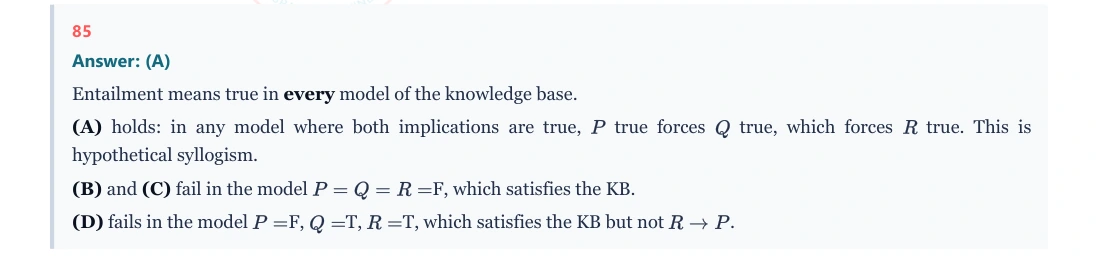 85
Answer: (A)
Entailment means true in every model of the knowledge base.
(A) holds: in any model where both implications are true, P true forces Q true, which forces R true. This is
hypothetical syllogism.
(B) and (C) fail in the model P = Q = R =F, which satisfies the KB.
(D) fails in the model P =F, Q =T, R =T, which satisfies the KB but not R → P.